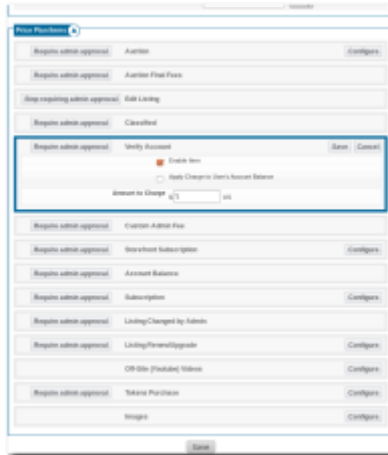 Price Plan Items
Require admin approval Auction Configure
Require admin approval Auction Final Fees
Stop requiring admin approval Edit Listing
Require admin approval Classified
Require admin approval Verify Account Save Cancel
Enable Item
Apply Charge to User's Account Balance
Amount to Charge $
Require admin approval Custom Admin Fee
Require admin approval Storefront Subscription Configure
Require admin approval Account Balance
Require admin approval Subscription Configure
Require admin approval Listing Changed by Admin
Require admin approval Listing Renew/Upgrade Configure
Off-Site (Youtube) Videos Configure
Require admin approval Tokens Purchase Configure
Images Configure
Save